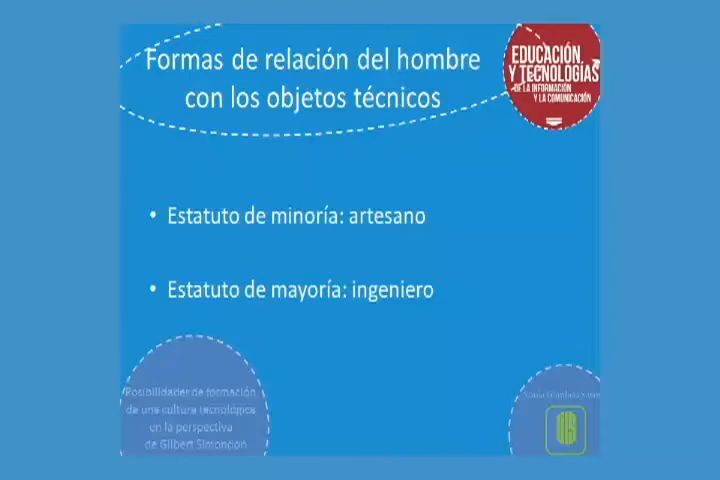 Formas de relación del hombre
con los objetos técnicos
EDUCACIÓN
Y TECNOLOGÍAS
DE LA INFORMACIÓN
Y LA COMUNICACIÓN
• Estatuto de minoría: artesano
• Estatuto de mayoría: ingeniero
Posibilidades de formación
de una cultura tecnológica
en la perspectiva
de Gilbert Simondon